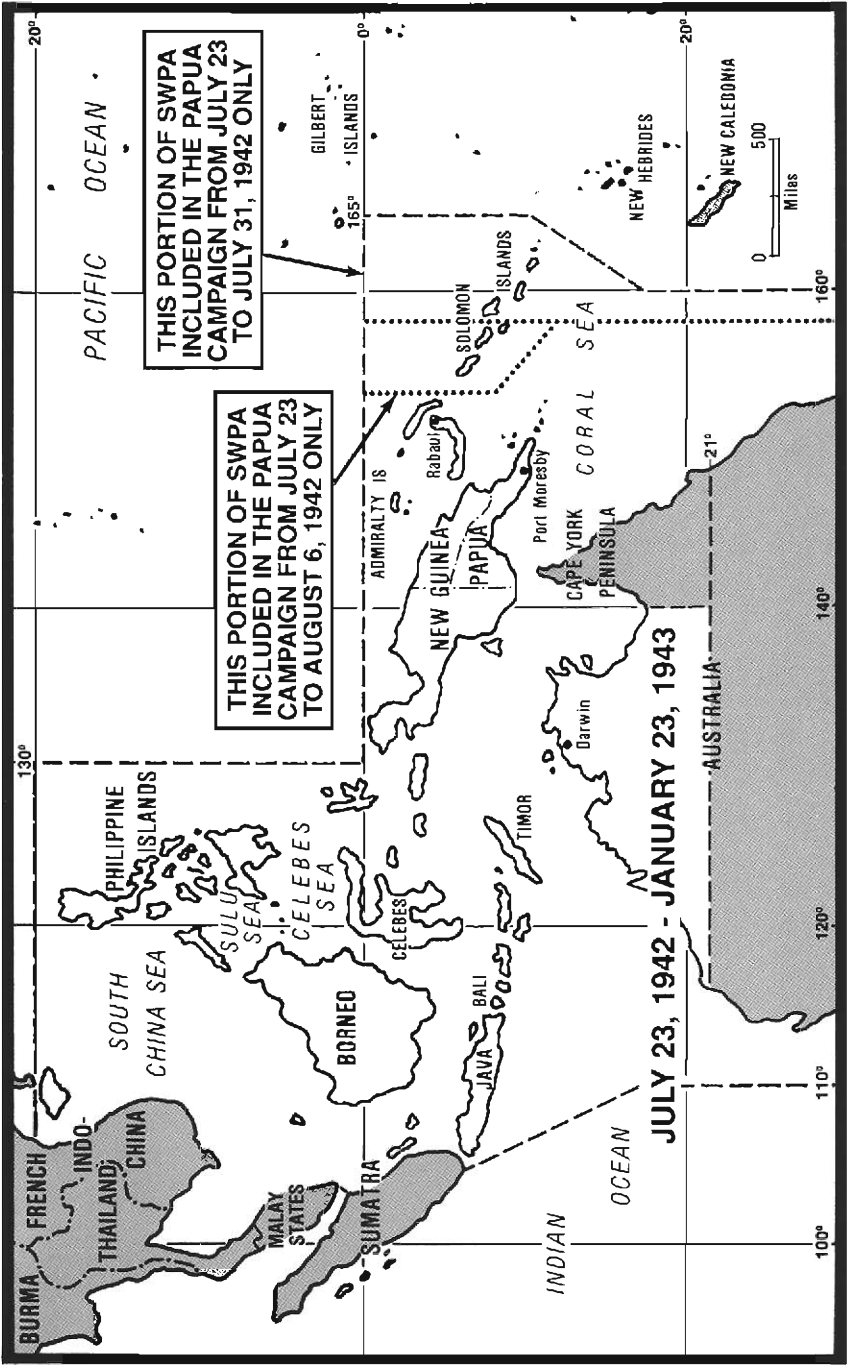 20°
0°
20°
PACIFIC OCEAN
THIS PORTION OF SWPA
INCLUDED IN THE PAPUA
CAMPAIGN FROM JULY 23
TO JULY 31, 1942 ONLY
GILBERT
ISLANDS
165°
NEW
HEBRIDES
NEW CALEDONIA
0
500
Miles
THIS PORTION OF SWPA
INCLUDED IN THE PAPUA
CAMPAIGN FROM JULY 23
TO AUGUST 6, 1942 ONLY
SOLOMON
ISLANDS
160°
CORAL SEA
ADMIRALTY IS
Rabaul
NEW GUINEA
PAPUA
Port Moresby
CAPE YORK
PENINSULA
21°
140°
130°
PHILIPPINE
ISLANDS
SULU
SEA
CELEBES
SEA
CELEBES
TIMOR
Darwin
AUSTRALIA
JULY 23, 1942 - JANUARY 23, 1943
120°
SOUTH
CHINA SEA
BORNEO
BALI
JAVA
110°
BURMA
FRENCH
INDO-
CHINA
THAILAND
MALAY
STATES
SUMATRA
INDIAN
OCEAN
100°